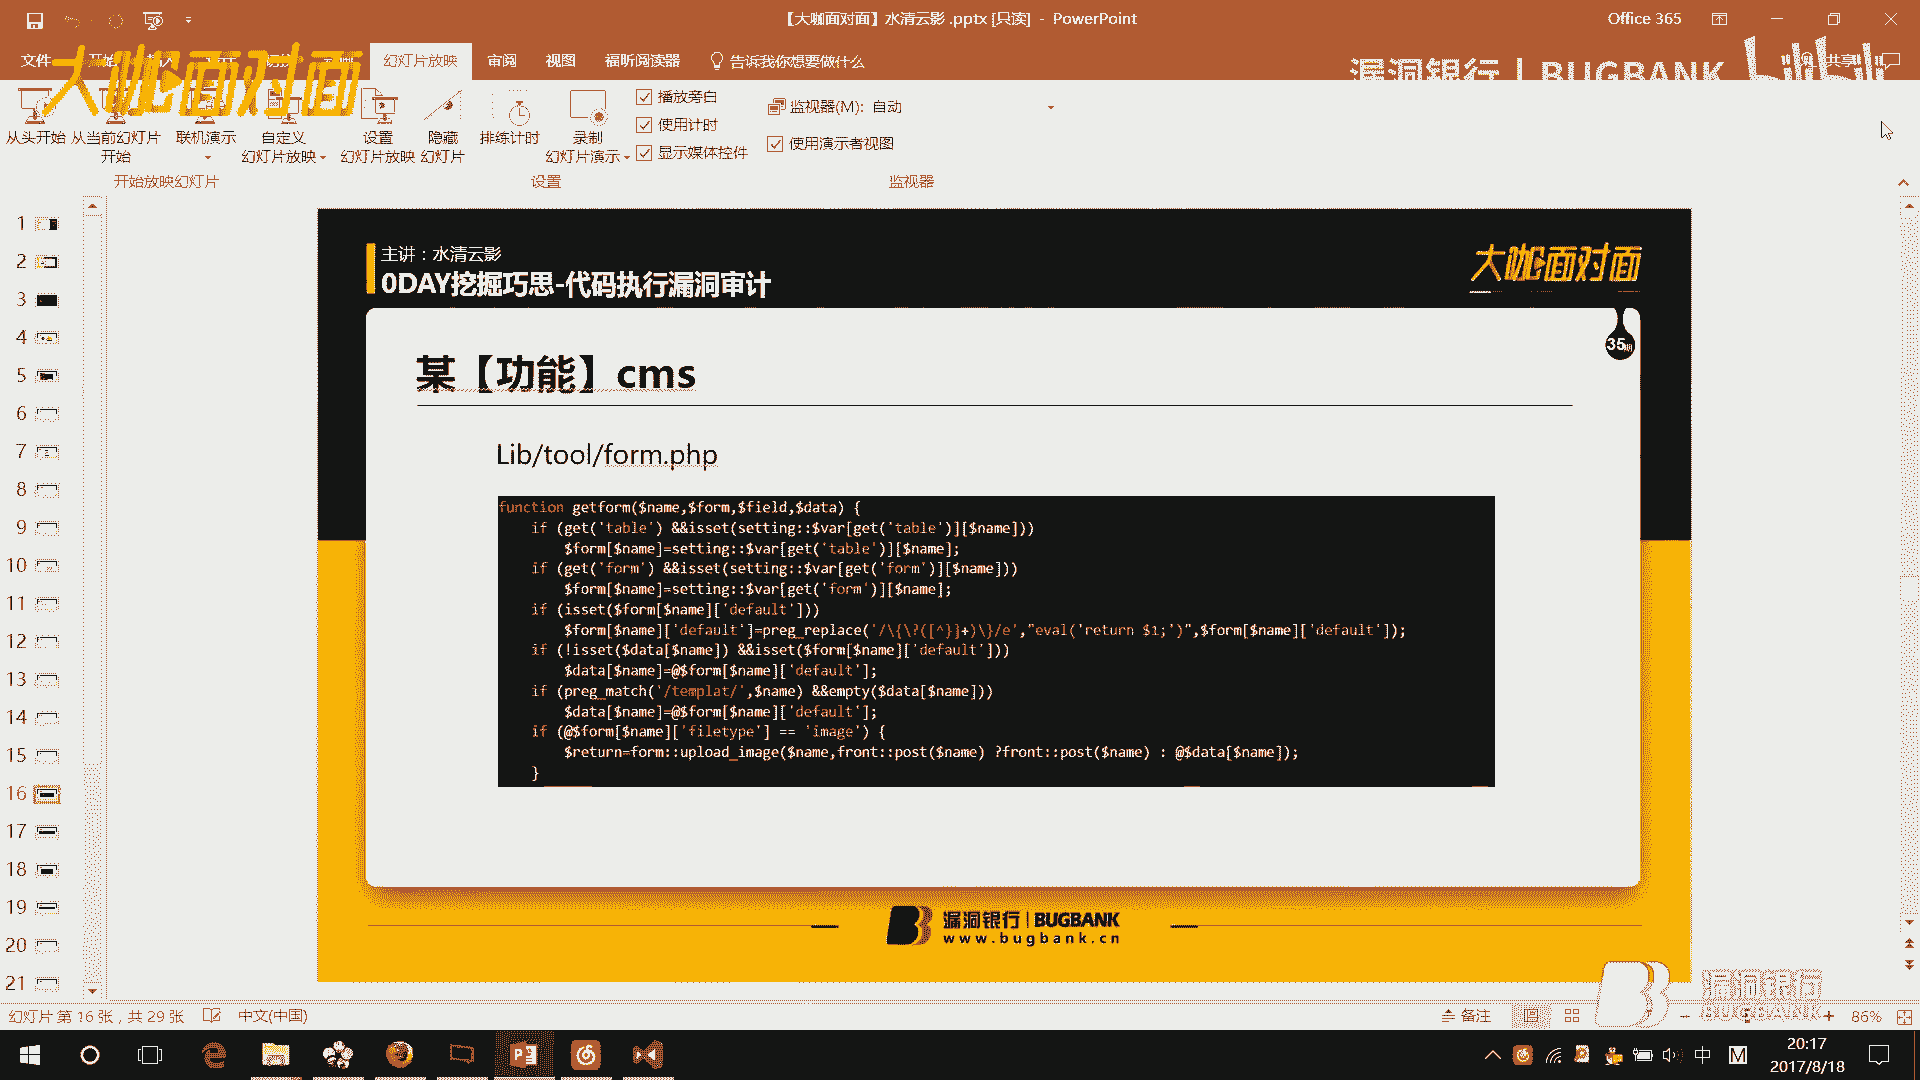 【大咖面对面】水清云影 .pptx [只读] - PowerPoint
Office 365
文件
幻灯片放映
审阅
视图
福昕阅读器
告诉我你想要做什么
共享
大咖面对面
漏洞银行 | BUGBANK
bilibili
从头开始
从当前幻灯片
开始
联机演示
自定义
幻灯片放映
设置
幻灯片放映
隐藏
幻灯片
排练计时
录制
幻灯片演示
播放旁白
使用计时
显示媒体控件
监视器(M): 自动
使用演示者视图
开始放映幻灯片
设置
监视器
1
2
3
4
5
6
7
8
9
10
11
12
13
14
15
16
17
18
19
20
21
主讲：水清云影
0DAY挖掘巧思-代码执行漏洞审计
大咖面对面
35期
某【功能】cms
Lib/tool/form.php
function getform($name,$form,$field,$data) {
if (get('table') &&isset(setting::$var[get('table')][$name]))
$form[$name]=setting::$var[get('table')][$name];
if (get('form') &&isset(setting::$var[get('form')][$name]))
$form[$name]=setting::$var[get('form')][$name];
if (isset($form[$name]['default']))
$form[$name]['default']=preg_replace('/\{\?([^}]+)\}/e',"eval('return $1;')",$form[$name]['default']);
if (!isset($data[$name]) &&isset($form[$name]['default']))
$data[$name]=@$form[$name]['default'];
if (preg_match('/templat/',$name) &&empty($data[$name]))
$data[$name]=@$form[$name]['default'];
if (@$form[$name]['filetype'] == 'image') {
$return=form::upload_image($name,front::post($name) ?front::post($name) : @$data[$name]);
}
漏洞银行 | BUGBANK
www.bugbank.cn
漏洞银行
BUGBANK
幻灯片 第 16 张，共 29 张
中文(中国)
备注
86%
中
M
20:17
2017/8/18